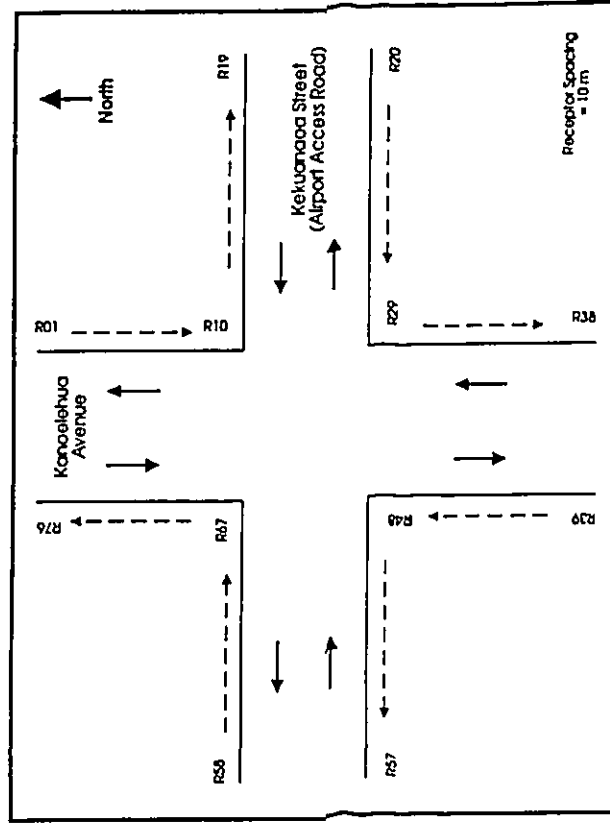 R19
R20
North
Kekuanaoa Street
(Airport Access Road)
Receptor Spacing
= 10 m
R01
R10
R29
R38
Kanoelehua
Avenue
R76
R67
R48
R39
R58
R57